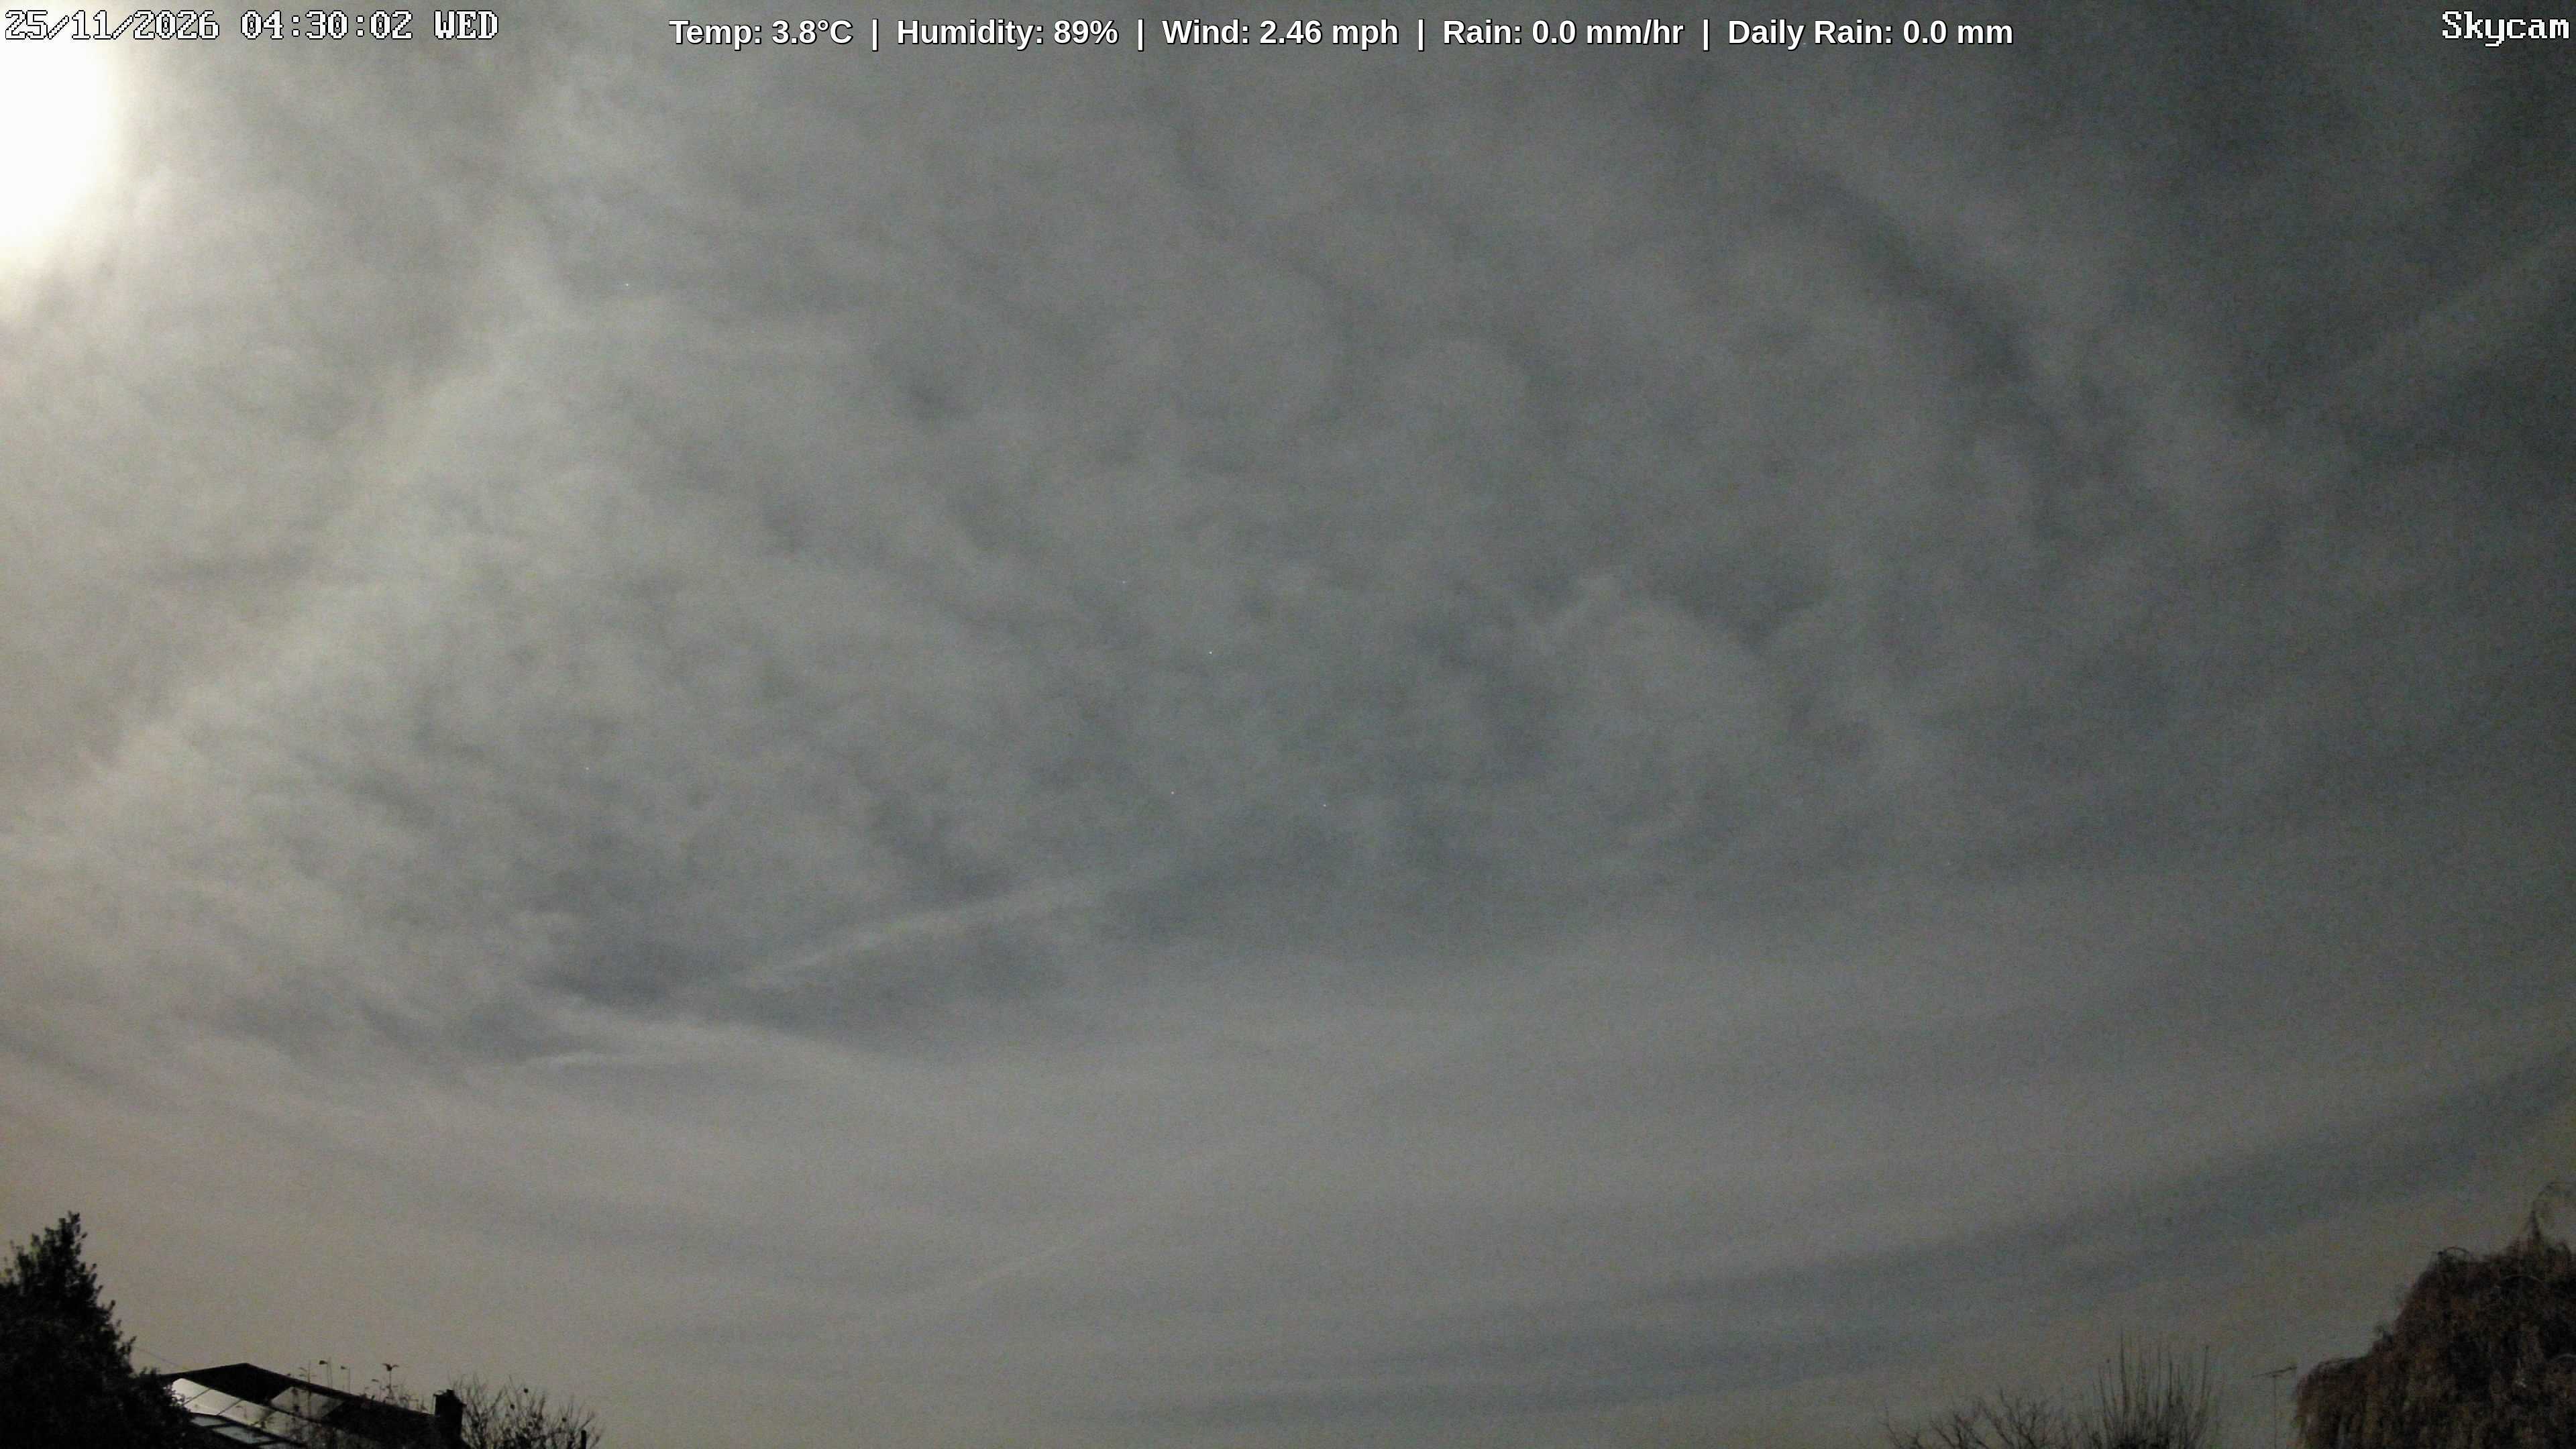 25/11/2026 04:30:02 WED
Temp: 3.8°C | Humidity: 89% | Wind: 2.46 mph | Rain: 0.0 mm/hr | Daily Rain: 0.0 mm
Skycam